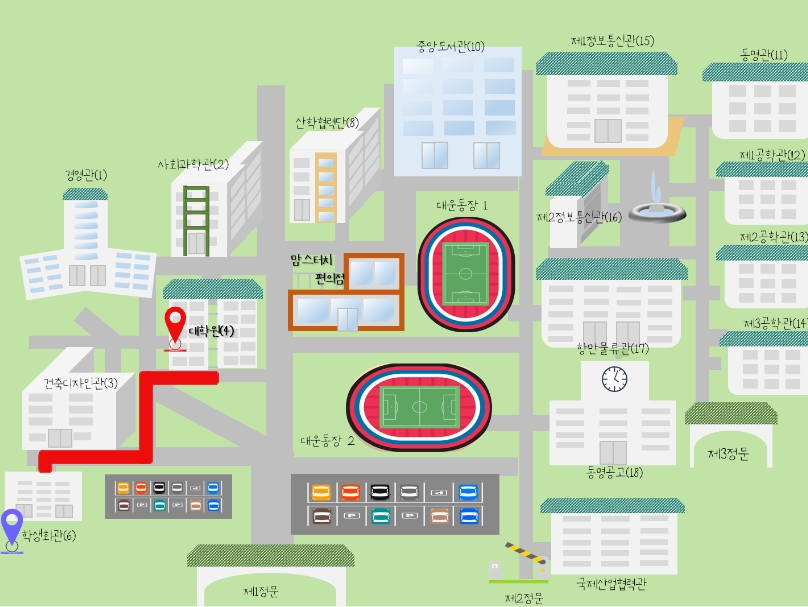 중앙도서관(10)
제1정보통신관(15)
동명관(11)
산학협력단(8)
사회과학관(2)
경영관(1)
제1공학관(12)
대운동장 1
제2정보통신관(16)
제2공학관(13)
맘스터치
편의점
대학원(4)
제3공학관(14)
항만물류관(17)
건축디자인관(3)
대운동장 2
제3정문
동명공고(18)
학생회관(6)
국제산업협력관
제1정문
제2정문